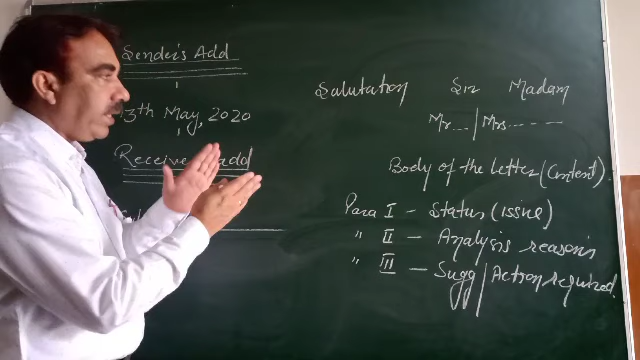 Sender's Add
13th May, 2020
Receiver's add
Salutation Sir Madam
Mr... | Mrs.......
Body of the letter (Content).
Para I - Status (issue)
" II - Analysis reasons
" III - Sugg / Action required.